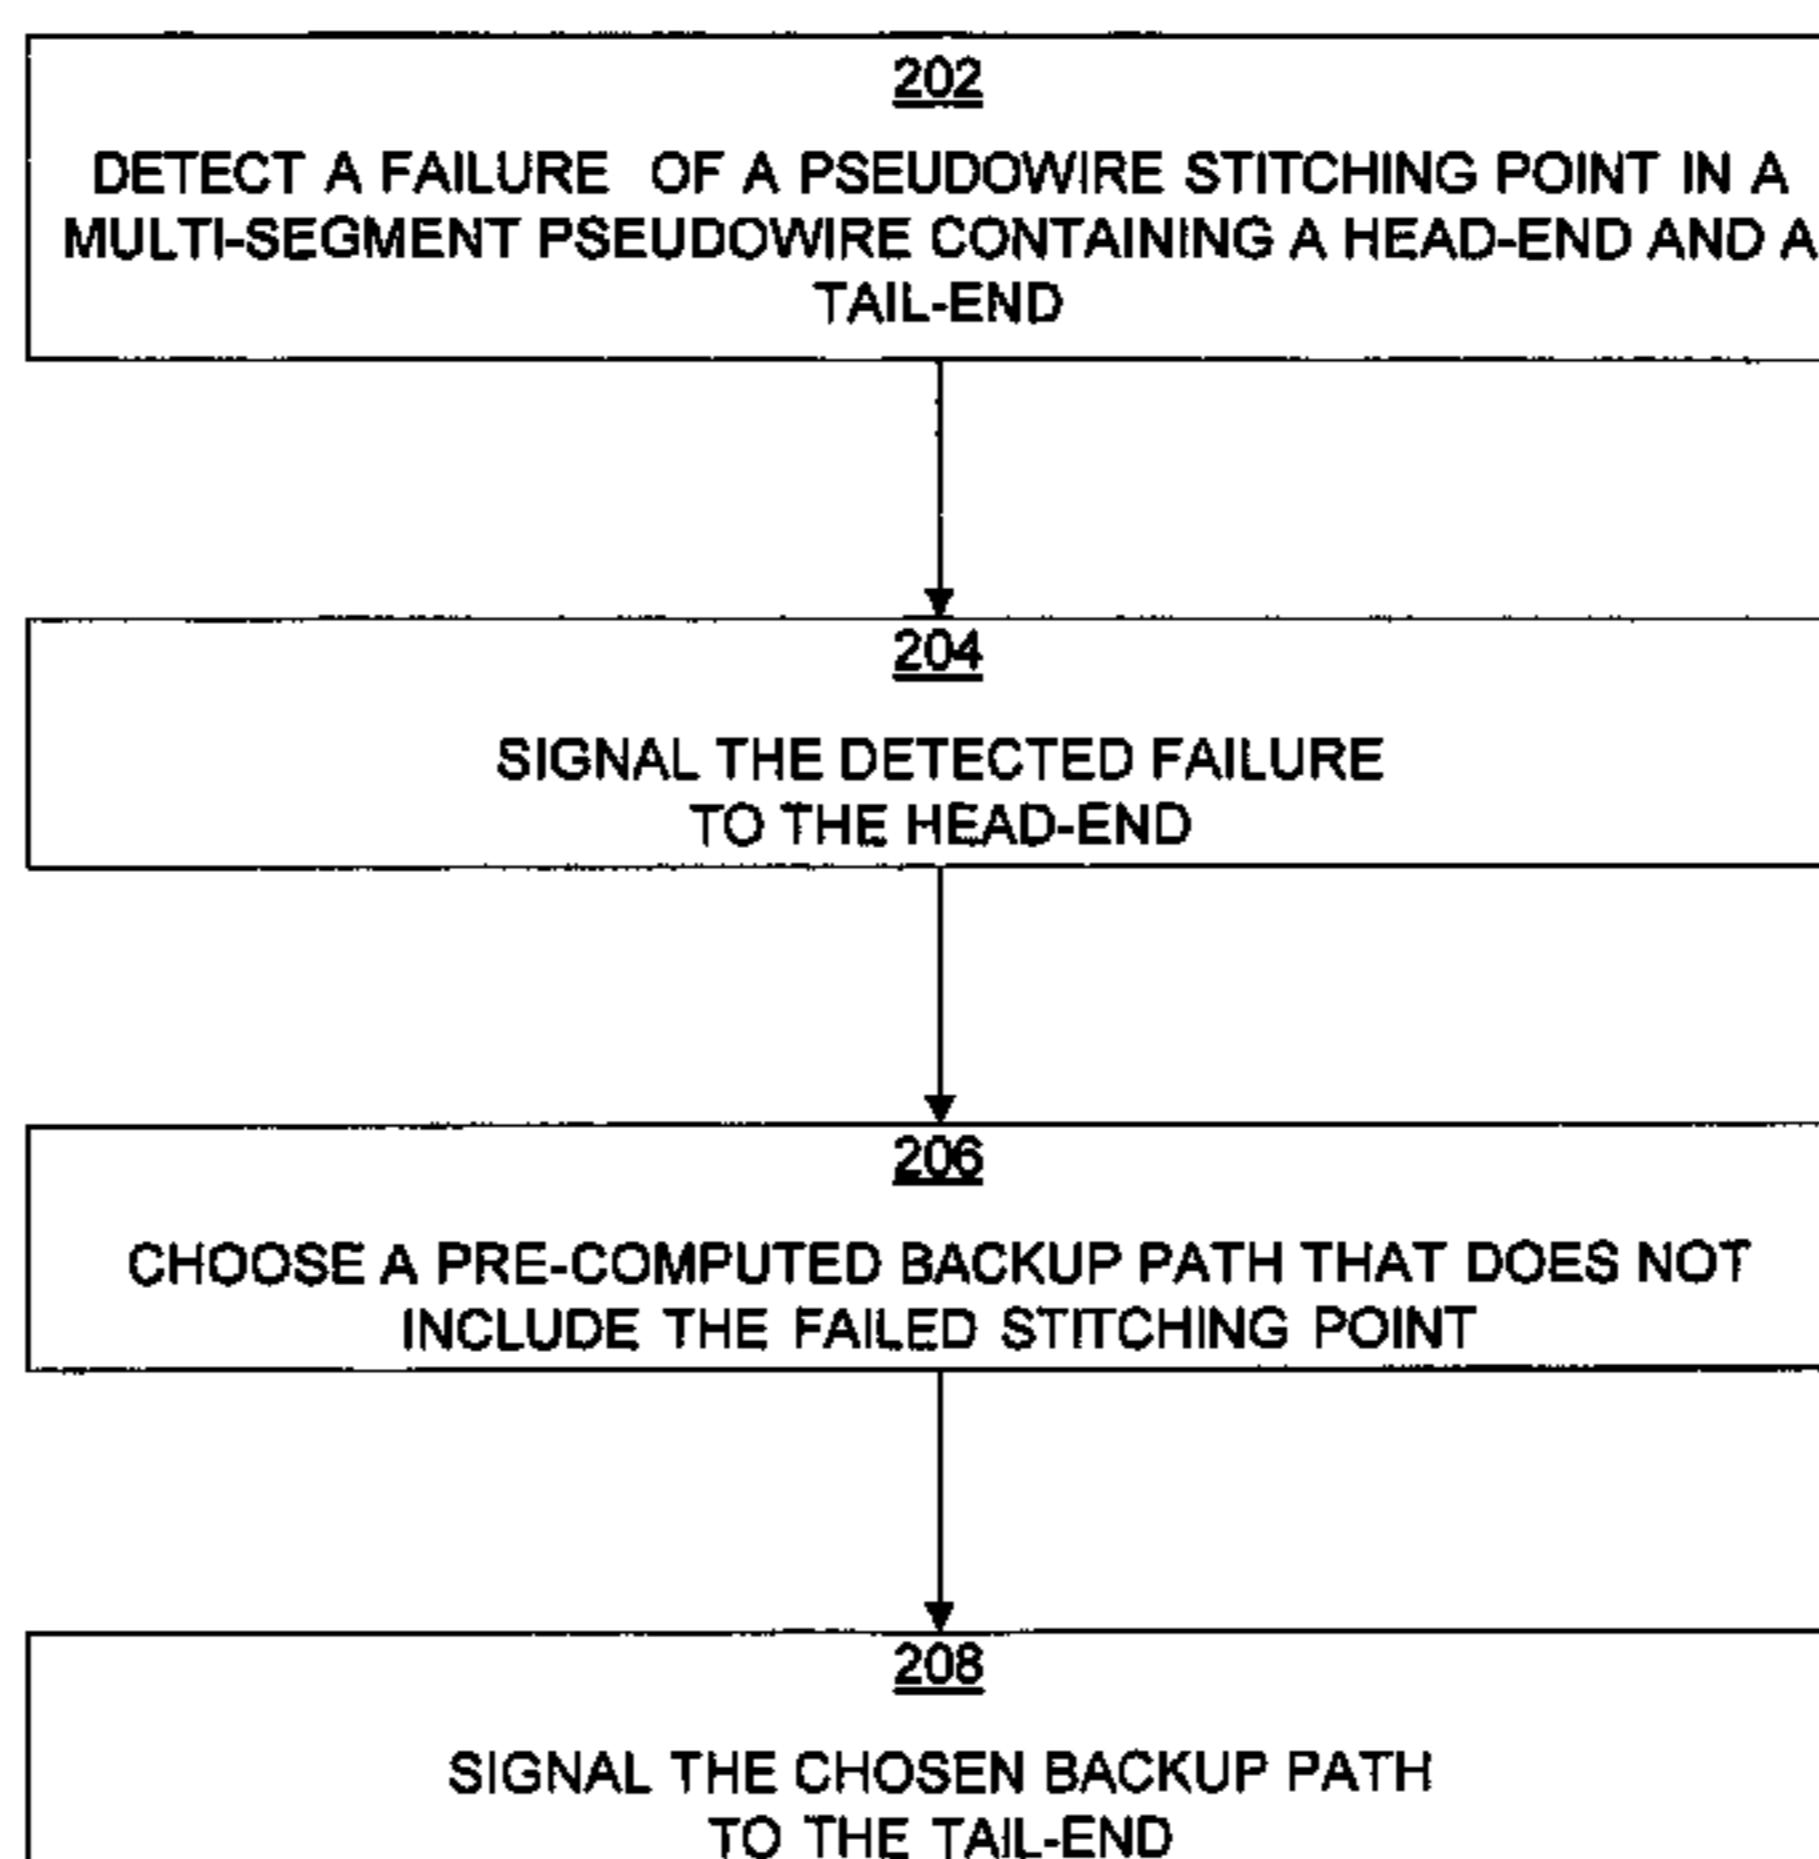 202
DETECT A FAILURE OF A PSEUDOWIRE STITCHING POINT IN A
MULTI-SEGMENT PSEUDOWIRE CONTAINING A HEAD-END AND A
TAIL-END
204
SIGNAL THE DETECTED FAILURE
TO THE HEAD-END
206
CHOOSE A PRE-COMPUTED BACKUP PATH THAT DOES NOT
INCLUDE THE FAILED STITCHING POINT
208
SIGNAL THE CHOSEN BACKUP PATH
TO THE TAIL-END